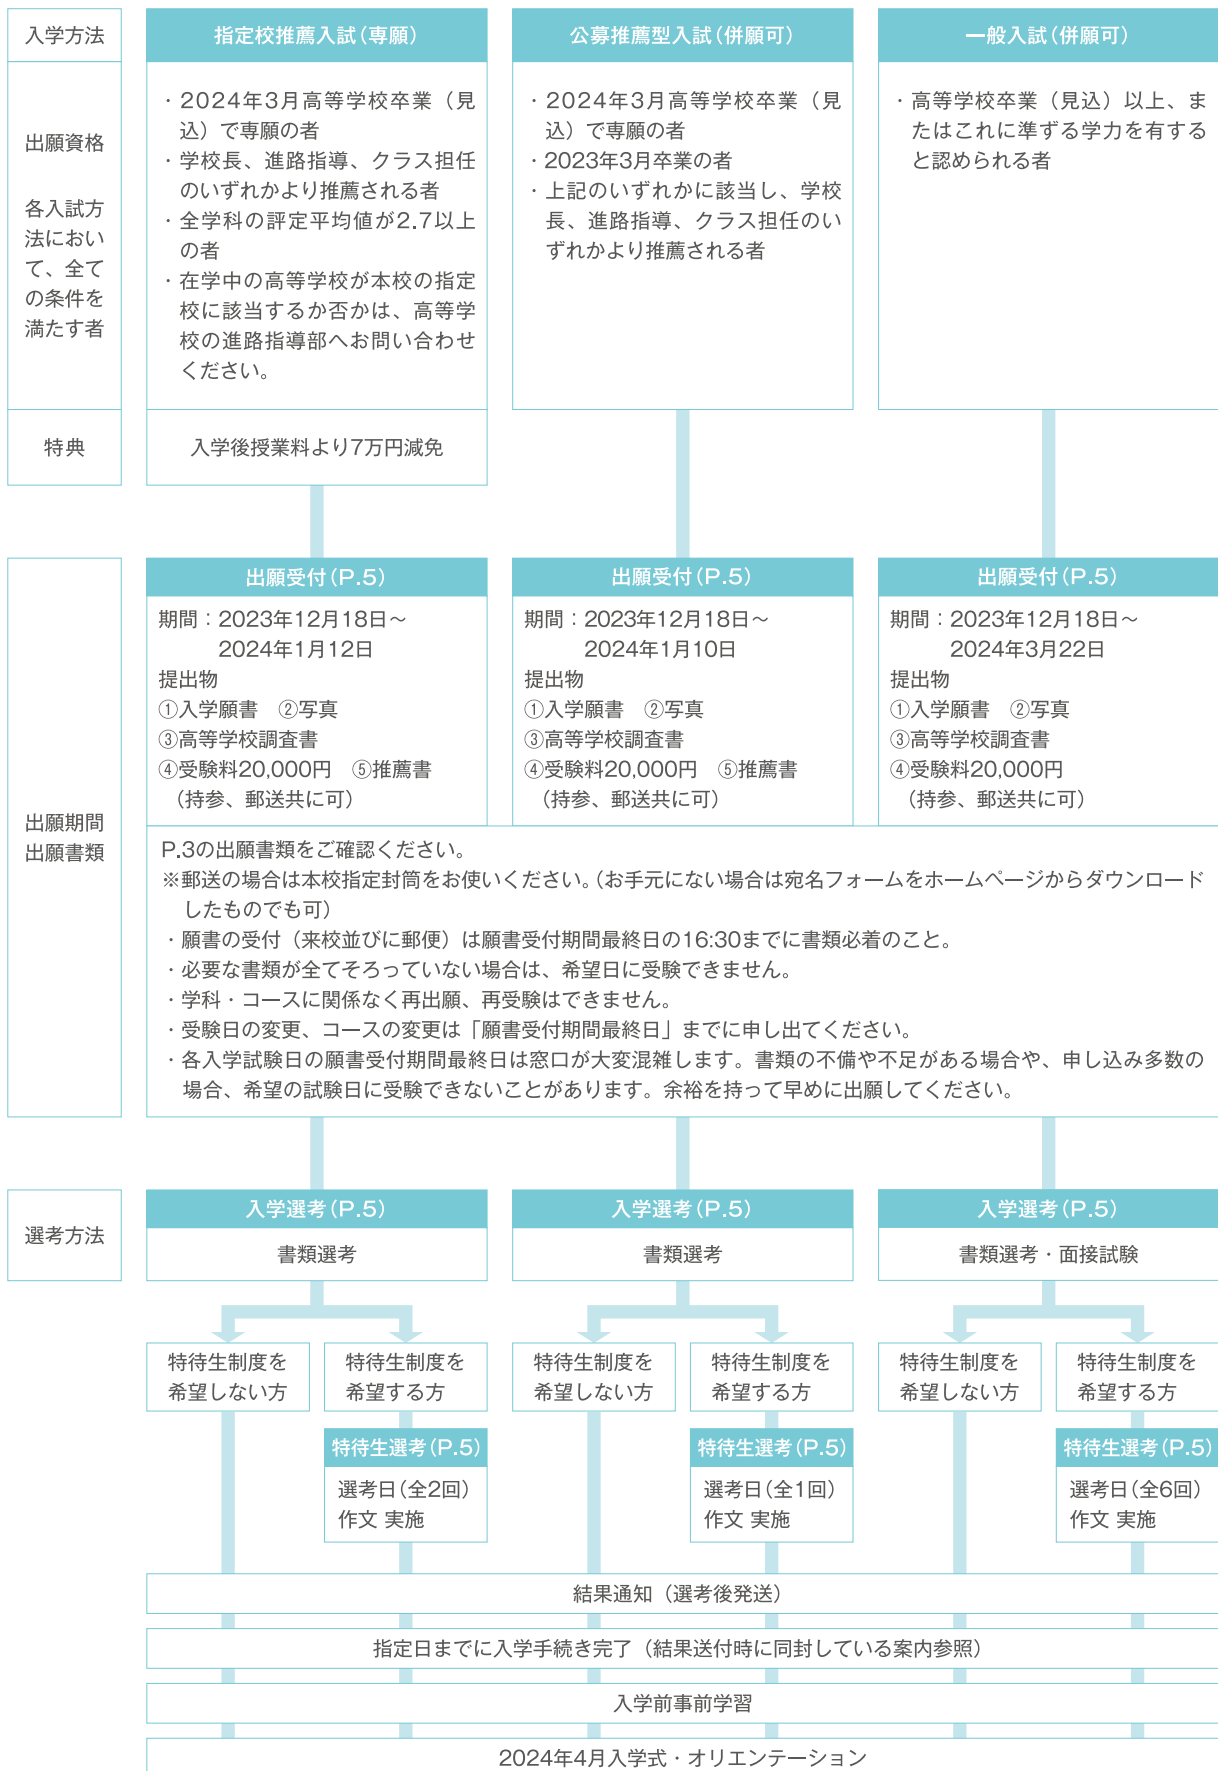 入学方法
指定校推薦入試（専願）
公募推薦型入試（併願可）
一般入試（併願可）
出願資格
各入試方
法におい
て、全て
の条件を
満たす者
・2024年3月高等学校卒業（見
込）で専願の者
・学校長、進路指導、クラス担任
のいずれかより推薦される者
・全学科の評定平均値が2.7以上
の者
・在学中の高等学校が本校の指定
校に該当するか否かは、高等学
校の進路指導部へお問い合わせ
ください。
・2024年3月高等学校卒業（見
込）で専願の者
・2023年3月卒業の者
・上記のいずれかに該当し、学校
長、進路指導、クラス担任のい
ずれかより推薦される者
・高等学校卒業（見込）以上、ま
たはこれに準ずる学力を有する
と認められる者
特典
入学後授業料より7万円減免
出願期間
出願書類
出願受付（P.5）
期間：2023年12月18日～
2024年1月12日
提出物
①入学願書　②写真
③高等学校調査書
④受験料20,000円　⑤推薦書
（持参、郵送共に可）
出願受付（P.5）
期間：2023年12月18日～
2024年1月10日
提出物
①入学願書　②写真
③高等学校調査書
④受験料20,000円　⑤推薦書
（持参、郵送共に可）
出願受付（P.5）
期間：2023年12月18日～
2024年3月22日
提出物
①入学願書　②写真
③高等学校調査書
④受験料20,000円
（持参、郵送共に可）
P.3の出願書類をご確認ください。
※郵送の場合は本校指定封筒をお使いください。（お手元にない場合は宛名フォームをホームページからダウンロード
したものでも可）
・願書の受付（来校並びに郵便）は願書受付期間最終日の16:30までに書類必着のこと。
・必要な書類が全てそろっていない場合は、希望日に受験できません。
・学科・コースに関係なく再出願、再受験はできません。
・受験日の変更、コースの変更は「願書受付期間最終日」までに申し出てください。
・各入学試験日の願書受付期間最終日は窓口が大変混雑します。書類の不備や不足がある場合や、申し込み多数の
場合、希望の試験日に受験できないことがあります。余裕を持って早めに出願してください。
選考方法
入学選考（P.5）
書類選考
入学選考（P.5）
書類選考
入学選考（P.5）
書類選考・面接試験
特待生制度を
希望しない方
特待生制度を
希望する方
特待生制度を
希望しない方
特待生制度を
希望する方
特待生制度を
希望しない方
特待生制度を
希望する方
特待生選考（P.5）
選考日（全2回）
作文 実施
特待生選考（P.5）
選考日（全1回）
作文 実施
特待生選考（P.5）
選考日（全6回）
作文 実施
結果通知（選考後発送）
指定日までに入学手続き完了（結果送付時に同封している案内参照）
入学前事前学習
2024年4月入学式・オリエンテーション